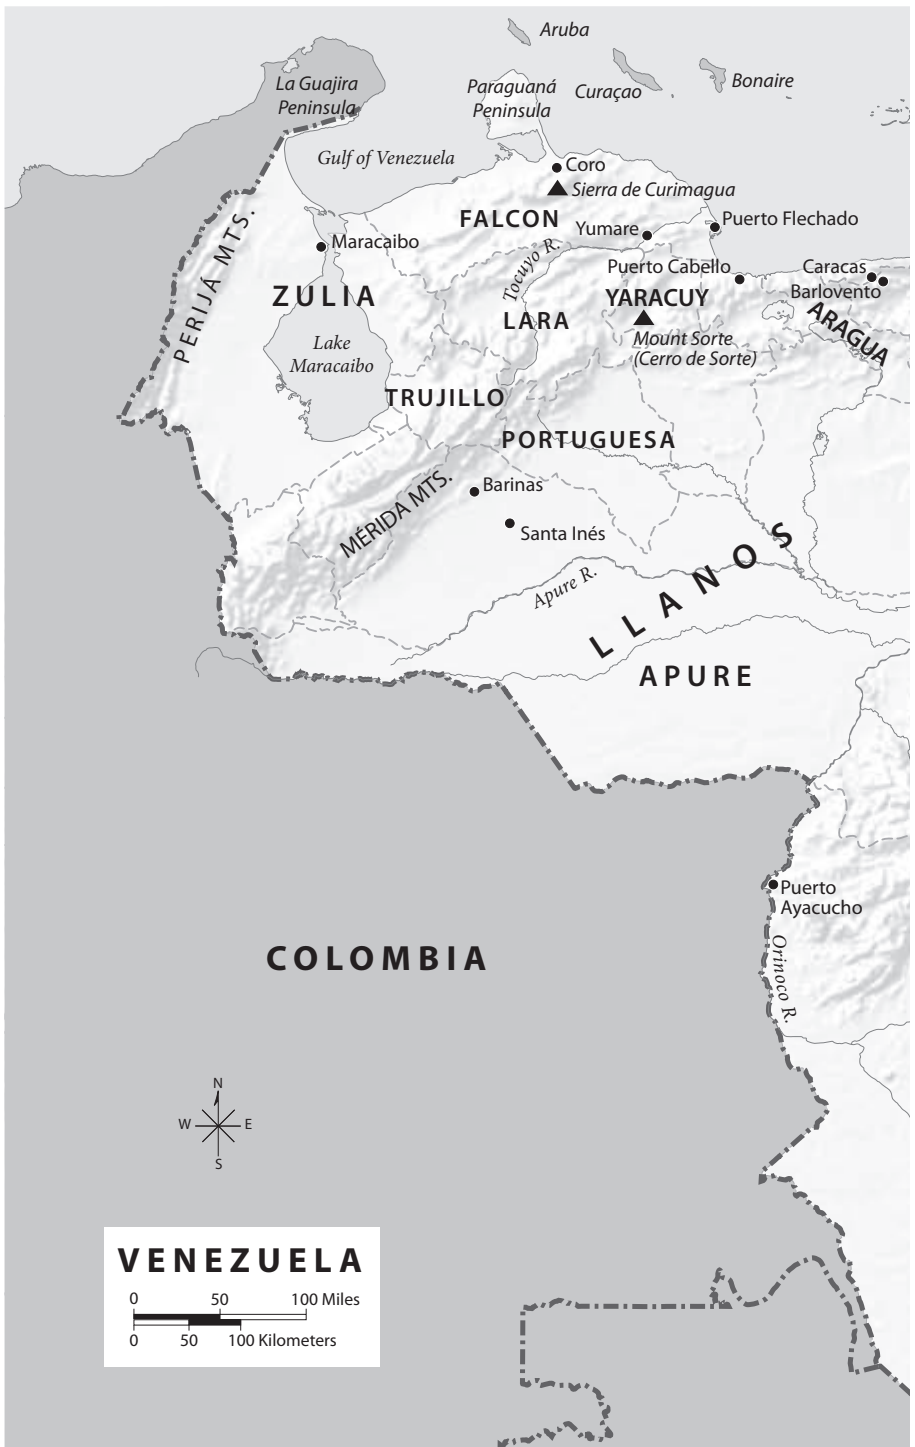 Aruba
La Guajira
Peninsula
Paraguaná
Peninsula
Curaçao
Bonaire
Gulf of Venezuela
Coro
Sierra de Curimagua
FALCON
Puerto Flechado
Yumare
Maracaibo
PERIJÁ MTS.
Tocuyo R.
Puerto Cabello
Caracas
Barlovento
ZULIA
YARACUY
LARA
ARAGUA
Mount Sorte
(Cerro de Sorte)
Lake
Maracaibo
TRUJILLO
PORTUGUESA
Barinas
MÉRIDA MTS.
Santa Inés
LLANOS
Apure R.
APURE
Puerto
Ayacucho
Orinoco R.
COLOMBIA
N
W E
S
VENEZUELA
0 50 100 Miles
0 50 100 Kilometers